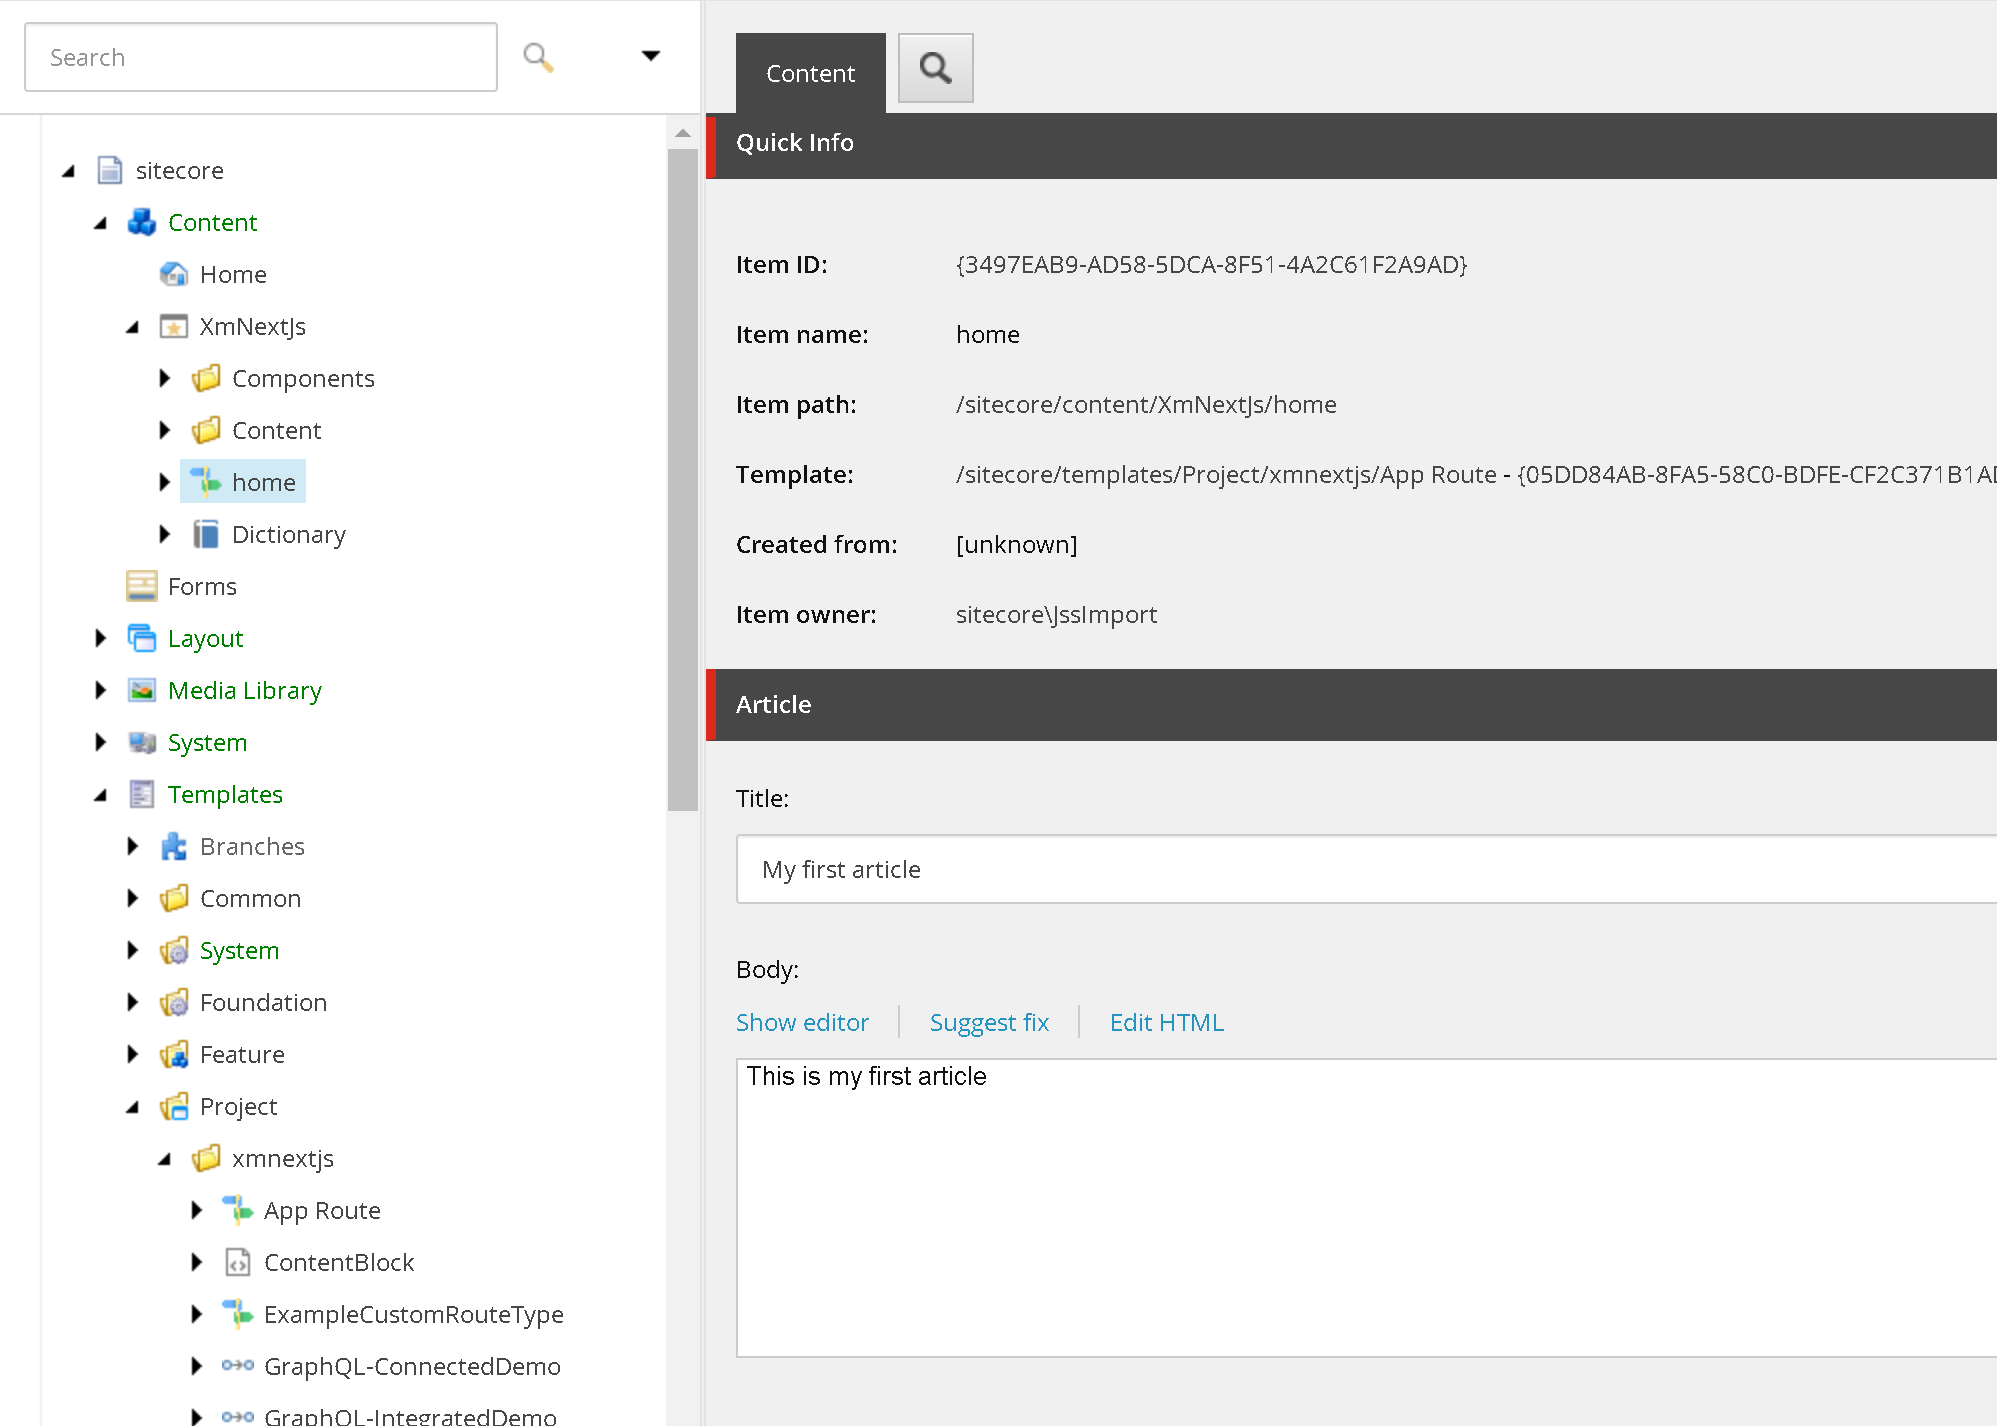 Search
sitecore
Content
Home
XmNextJs
Components
Content
home
Dictionary
Forms
Layout
Media Library
System
Templates
Branches
Common
System
Foundation
Feature
Project
xmnextjs
App Route
ContentBlock
ExampleCustomRouteType
GraphQL-ConnectedDemo
GraphQL-IntegratedDemo
Content
Quick Info
Item ID: {3497EAB9-AD58-5DCA-8F51-4A2C61F2A9AD}
Item name: home
Item path: /sitecore/content/XmNextJs/home
Template: /sitecore/templates/Project/xmnextjs/App Route - {05DD84AB-8FA5-58C0-BDFE-CF2C371B1AD
Created from: [unknown]
Item owner: sitecore\JssImport
Article
Title:
My first article
Body:
Show editor Suggest fix Edit HTML
This is my first article